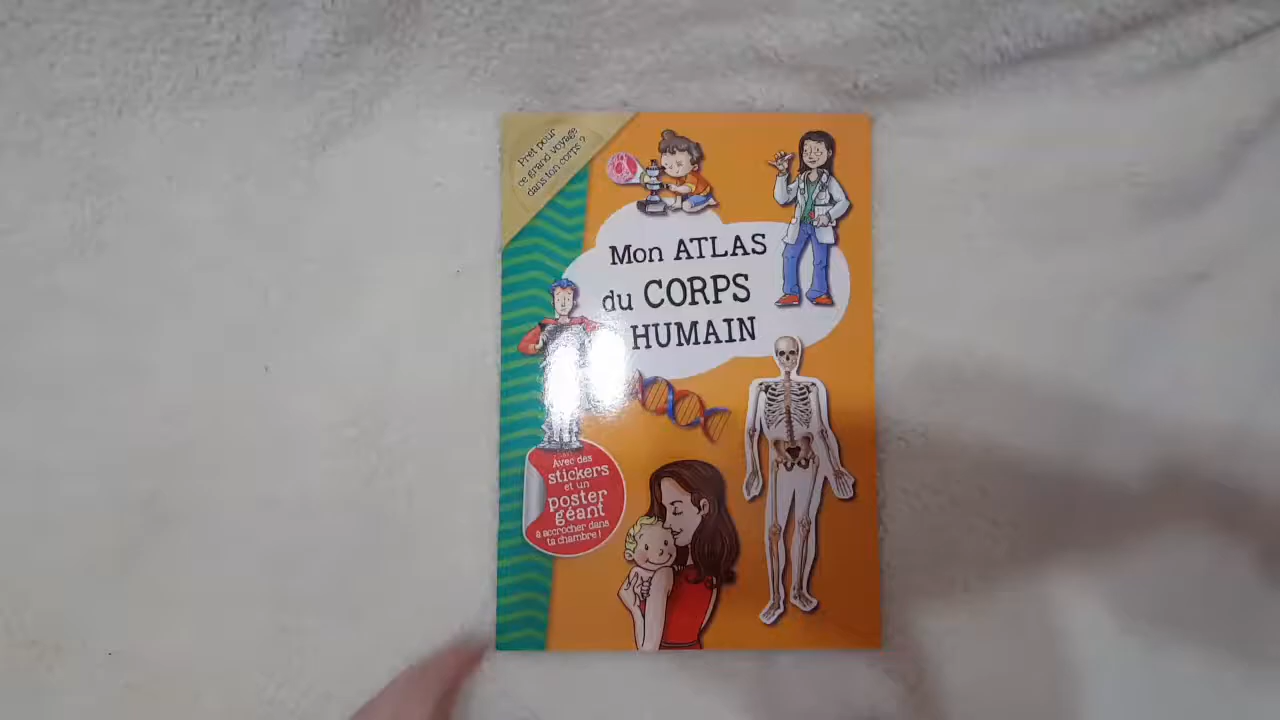 Prêt pour
ce grand voyage
dans ton corps ?
Mon ATLAS
du CORPS
HUMAIN
Avec des
stickers
et un
poster
géant
à accrocher dans
ta chambre !